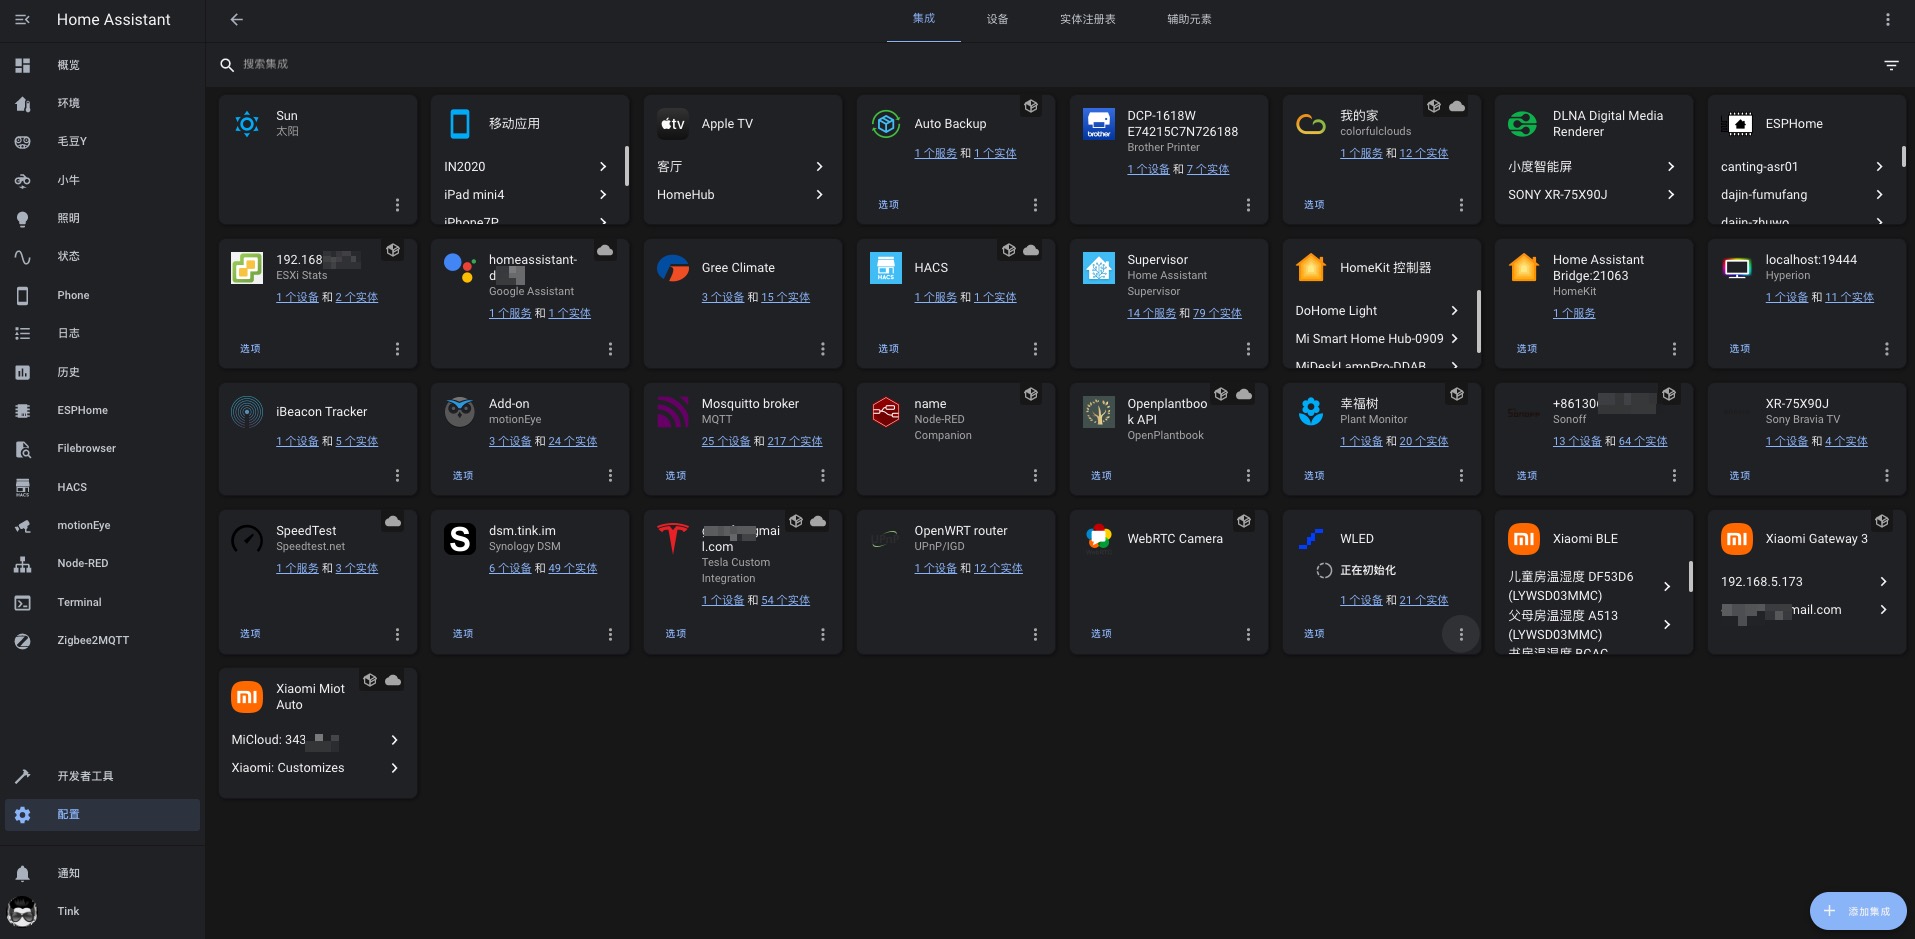 Home Assistant
集成
设备
实体注册表
辅助元素
搜索集成
概览
环境
毛豆Y
小牛
照明
状态
Phone
日志
历史
ESPHome
Filebrowser
HACS
motionEye
Node-RED
Terminal
Zigbee2MQTT
开发者工具
配置
通知
Tink
Sun
太阳
移动应用
IN2020
iPad mini4
iPhone7P
tv
Apple TV
客厅
HomeHub
Auto Backup
1 个服务 和 1 个实体
选项
brother
DCP-1618W
E74215C7N726188
Brother Printer
1 个设备 和 7 个实体
我的家
colorfulclouds
1 个服务 和 12 个实体
选项
DLNA Digital Media
Renderer
小度智能屏
SONY XR-75X90J
ESPHome
canting-asr01
dajin-fumufang
dajin-zhuwo
192.168
ESXi Stats
1 个设备 和 2 个实体
选项
homeassistant-
d
Google Assistant
1 个服务 和 1 个实体
Gree Climate
3 个设备 和 15 个实体
HACS
HACS
1 个服务 和 1 个实体
选项
Supervisor
Home Assistant
Supervisor
14 个服务 和 79 个实体
HomeKit 控制器
DoHome Light
Mi Smart Home Hub-0909
MiDeskLampPro-DDAB
Home Assistant
Bridge:21063
HomeKit
1 个服务
选项
localhost:19444
Hyperion
1 个设备 和 11 个实体
选项
iBeacon Tracker
1 个设备 和 5 个实体
Add-on
motionEye
3 个设备 和 24 个实体
选项
Mosquitto broker
MQTT
25 个设备 和 217 个实体
选项
name
Node-RED
Companion
Openplantboo
k API
OpenPlantbook
选项
幸福树
Plant Monitor
1 个设备 和 20 个实体
选项
+86130
Sonoff
13 个设备 和 64 个实体
选项
XR-75X90J
Sony Bravia TV
1 个设备 和 4 个实体
选项
SpeedTest
Speedtest.net
1 个服务 和 3 个实体
选项
S
dsm.tink.im
Synology DSM
6 个设备 和 49 个实体
选项
gmai
l.com
Tesla Custom
Integration
1 个设备 和 54 个实体
选项
UPnP
OpenWRT router
UPnP/IGD
1 个设备 和 12 个实体
WebRTC Camera
选项
WLED
正在初始化
1 个设备 和 21 个实体
选项
mi
Xiaomi BLE
儿童房温湿度 DF53D6
(LYWSD03MMC)
父母房温湿度 A513
(LYWSD03MMC)
书房温湿度 BCAC
mi
Xiaomi Gateway 3
192.168.5.173
mail.com
mi
Xiaomi Miot
Auto
MiCloud: 343
Xiaomi: Customizes
添加集成